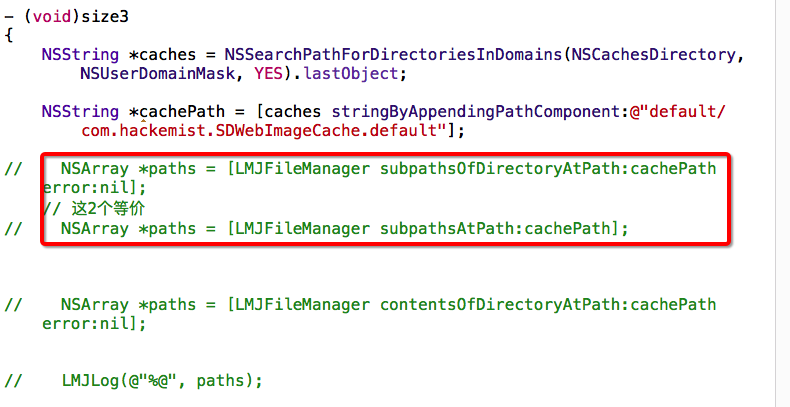 - (void)size3
{
NSString *caches = NSSearchPathForDirectoriesInDomains(NSCachesDirectory,
NSUserDomainMask, YES).lastObject;
NSString *cachePath = [caches stringByAppendingPathComponent:@"default/
com.hackemist.SDWebImageCache.default"];
// NSArray *paths = [LMJFileManager subpathsOfDirectoryAtPath:cachePath
error:nil];
// 这2个等价
// NSArray *paths = [LMJFileManager subpathsAtPath:cachePath];
// NSArray *paths = [LMJFileManager contentsOfDirectoryAtPath:cachePath
error:nil];
// LMJLog(@"%@", paths);